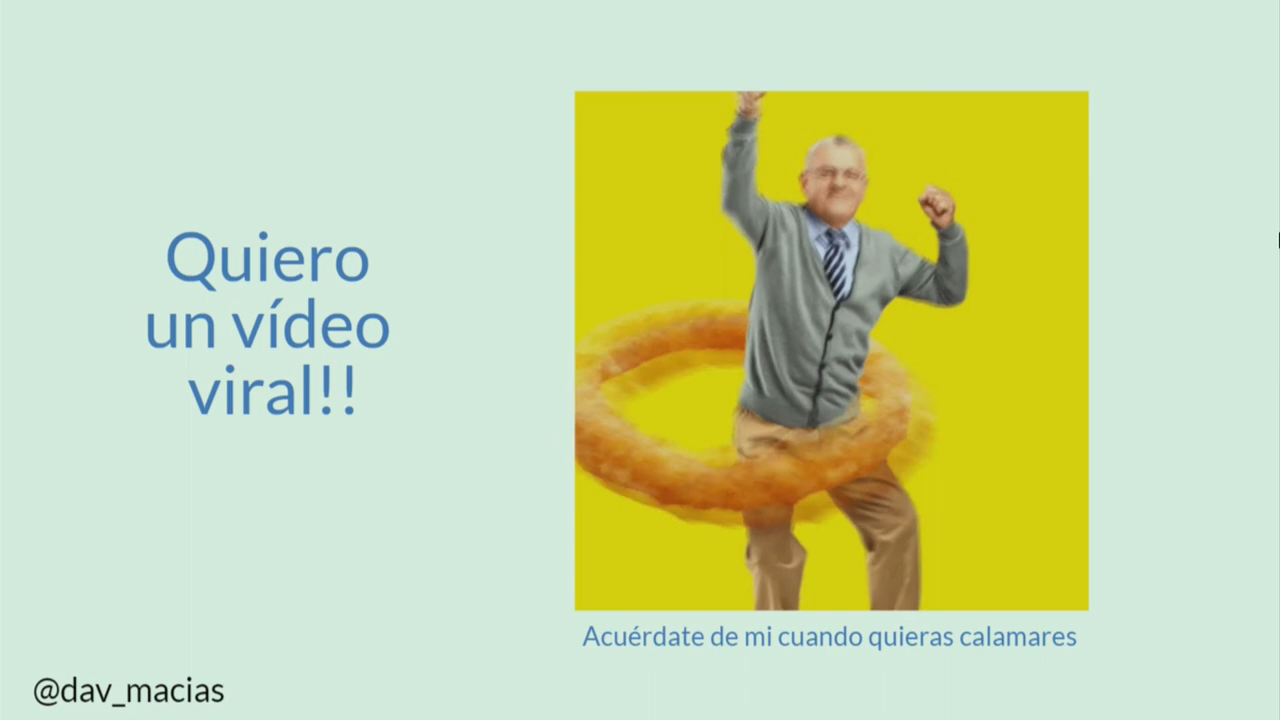 Quiero
un vídeo
viral!!
Acuérdate de mi cuando quieras calamares
@dav_macias